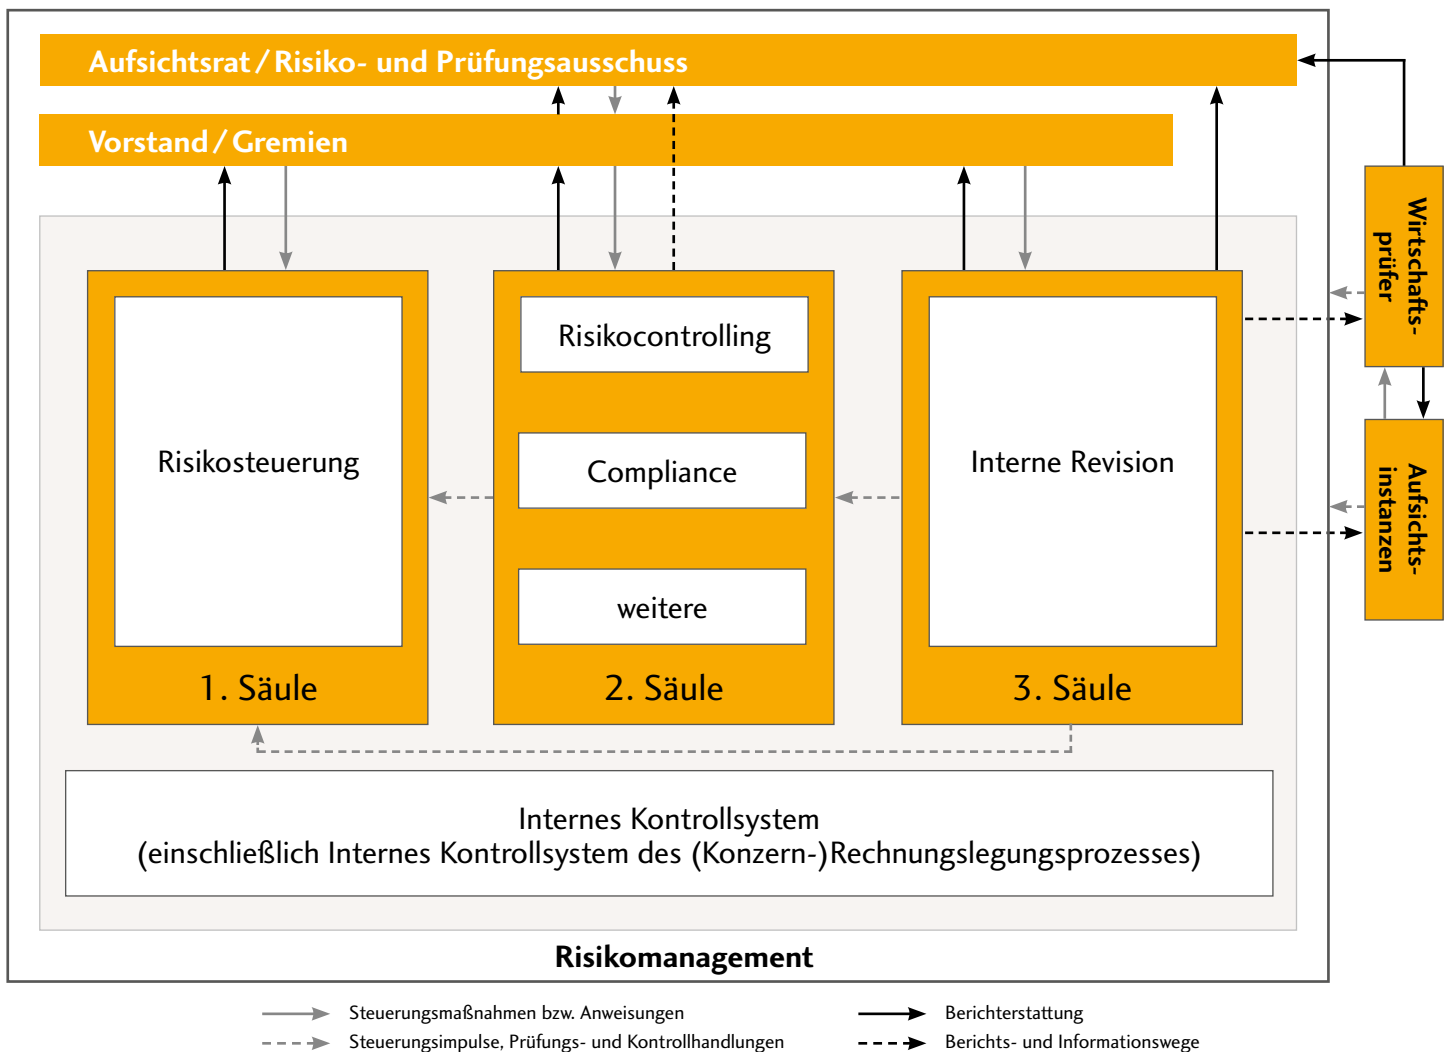 Aufsichtsrat / Risiko- und Prüfungsausschuss
Vorstand / Gremien
Wirtschafts-
prüfer
Risikocontrolling
Risikosteuerung
Compliance
Interne Revision
Aufsichts-
instanzen
weitere
1. Säule
2. Säule
3. Säule
Internes Kontrollsystem
(einschließlich Internes Kontrollsystem des (Konzern-)Rechnungslegungsprozesses)
Risikomanagement
Steuerungsmaßnahmen bzw. Anweisungen
Berichterstattung
Steuerungsimpulse, Prüfungs- und Kontrollhandlungen
Berichts- und Informationswege